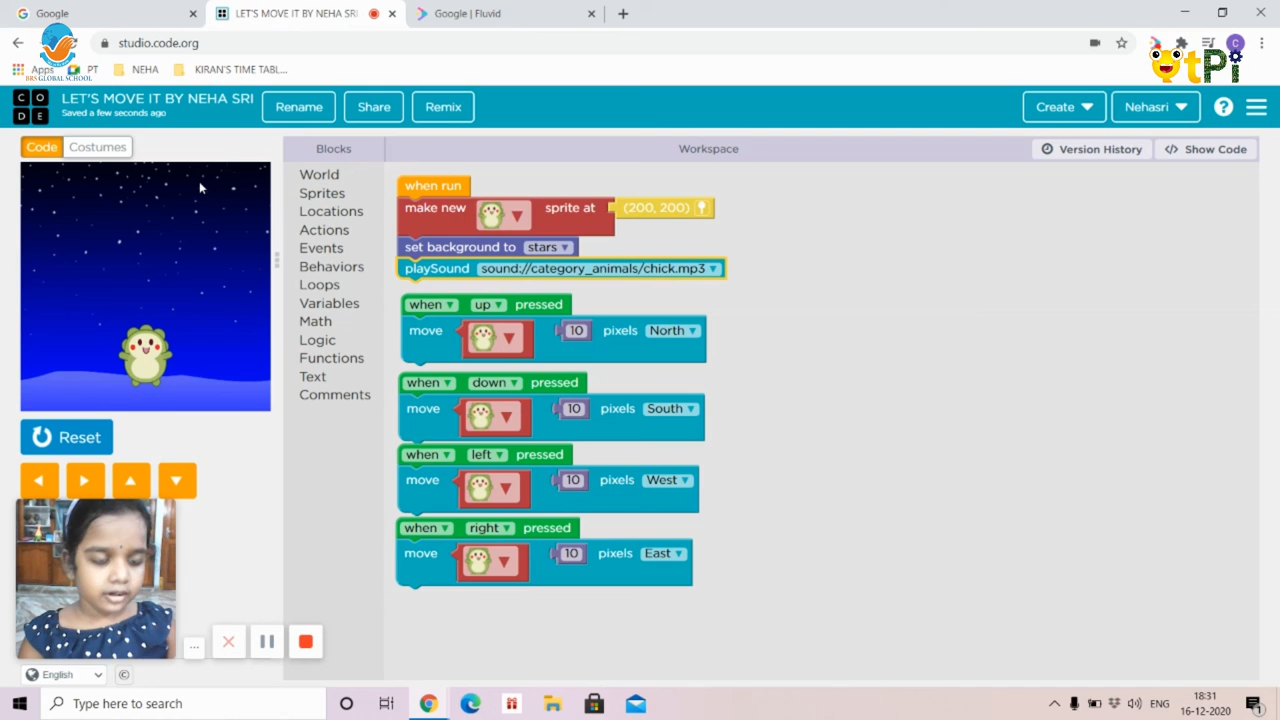 Google
LET'S MOVE IT BY NEHA SRI
Google | Fluvid
studio.code.org
Apps
PT
NEHA
KIRAN'S TIME TABL...
BRS GLOBAL SCHOOL
OtPi
C O D E
LET'S MOVE IT BY NEHA SRI
Saved a few seconds ago
Rename
Share
Remix
Create
Nehasri
?
Code
Costumes
Blocks
Workspace
Version History
</> Show Code
World
Sprites
Locations
Actions
Events
Behaviors
Loops
Variables
Math
Logic
Functions
Text
Comments
when run
make new sprite at (200, 200)
set background to stars
playSound sound://category_animals/chick.mp3
when up pressed
move 10 pixels North
when down pressed
move 10 pixels South
when left pressed
move 10 pixels West
when right pressed
move 10 pixels East
Reset
...
English
©
Type here to search
ENG
18:31
16-12-2020
1